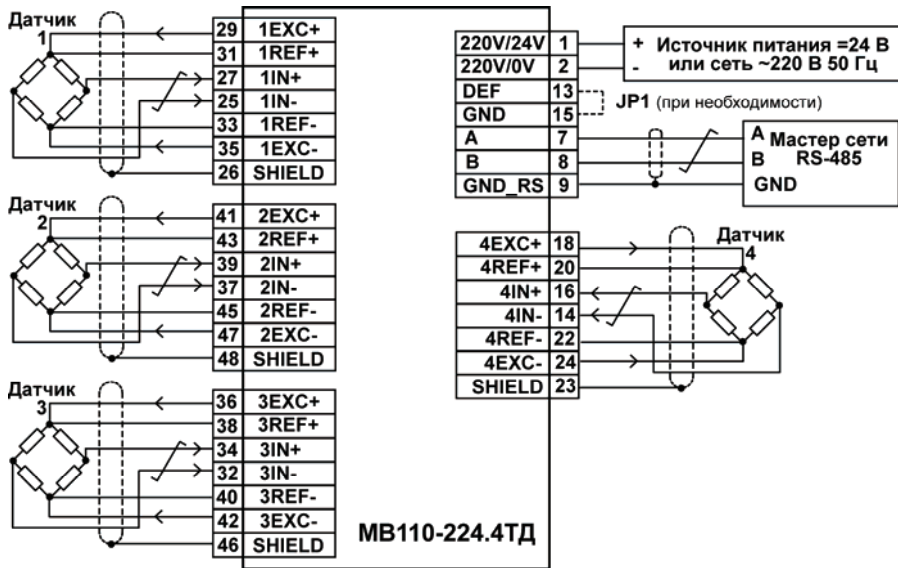 Датчик
1
29 1EXC+
31 1REF+
27 1IN+
25 1IN-
33 1REF-
35 1EXC-
26 SHIELD
Датчик
2
41 2EXC+
43 2REF+
39 2IN+
37 2IN-
45 2REF-
47 2EXC-
48 SHIELD
Датчик
3
36 3EXC+
38 3REF+
34 3IN+
32 3IN-
40 3REF-
42 3EXC-
46 SHIELD
220V/24V 1
220V/0V 2
DEF 13
GND 15
A 7
B 8
GND_RS 9
+ Источник питания =24 В
- или сеть ~220 В 50 Гц
JP1 (при необходимости)
A Мастер сети
B RS-485
GND
4EXC+ 18
4REF+ 20
4IN+ 16
4IN- 14
4REF- 22
4EXC- 24
SHIELD 23
Датчик
4
МВ110-224.4ТД